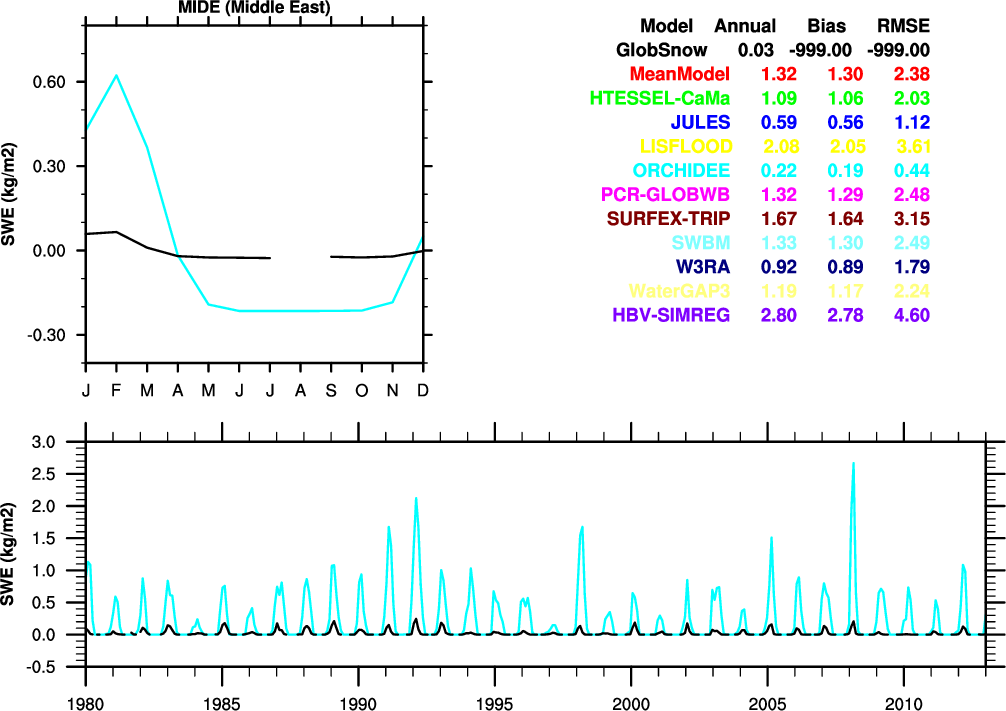 MIDE (Middle East)
SWE (kg/m2)
0.60
0.30
0.00
-0.30
J F M A M J J A S O N D
Model Annual Bias RMSE
GlobSnow 0.03 -999.00 -999.00
MeanModel 1.32 1.30 2.38
HTESSEL-CaMa 1.09 1.06 2.03
JULES 0.59 0.56 1.12
LISFLOOD 2.08 2.05 3.61
ORCHIDEE 0.22 0.19 0.44
PCR-GLOBWB 1.32 1.29 2.48
SURFEX-TRIP 1.67 1.64 3.15
SWBM 1.33 1.30 2.49
W3RA 0.92 0.89 1.79
WaterGAP3 1.19 1.17 2.24
HBV-SIMREG 2.80 2.78 4.60
SWE (kg/m2)
3.0
2.5
2.0
1.5
1.0
0.5
0.0
-0.5
1980 1985 1990 1995 2000 2005 2010